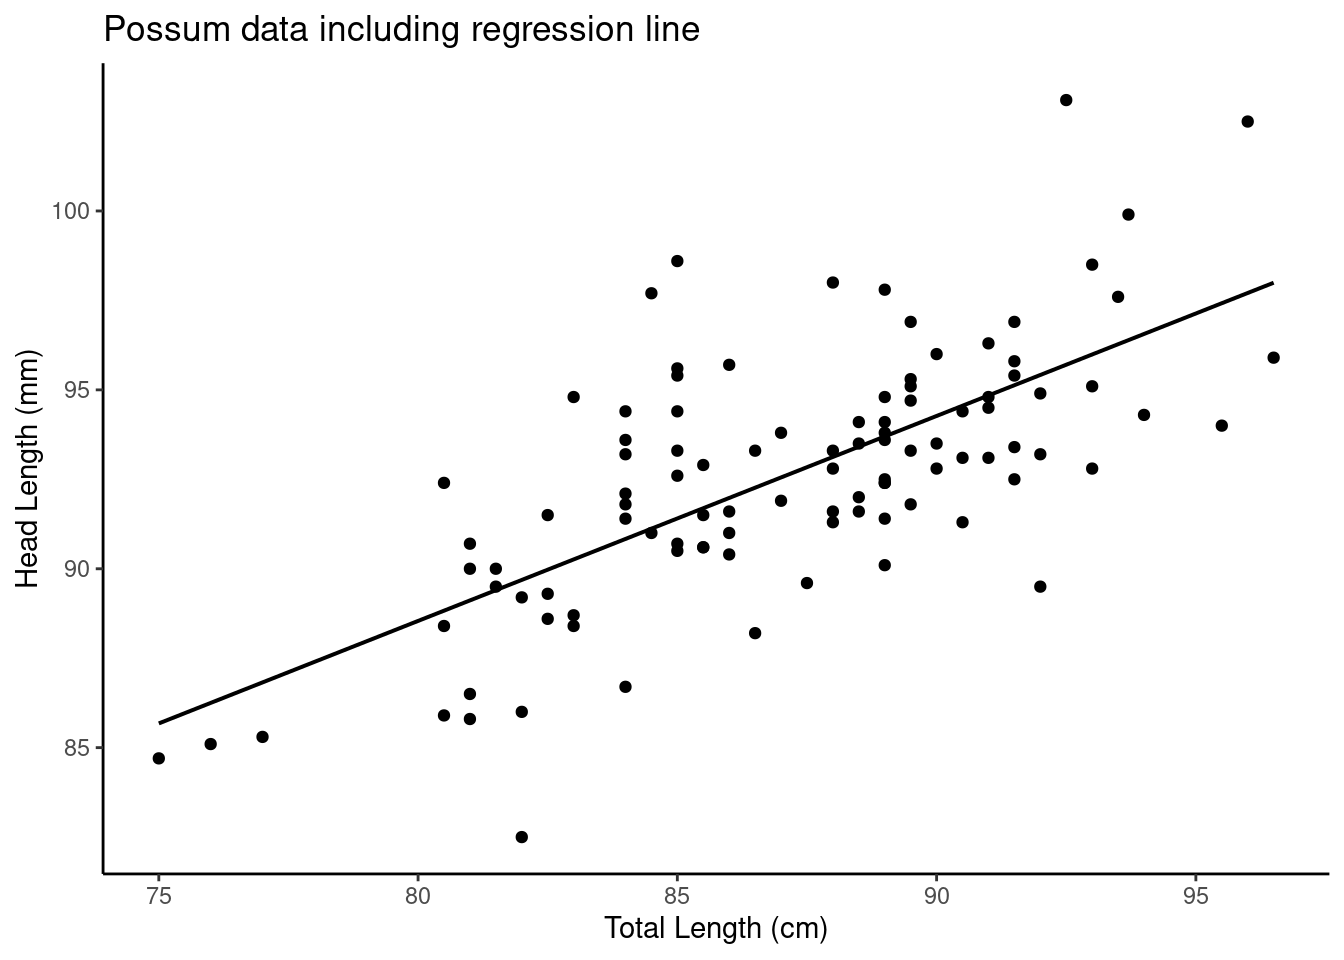 Possum data including regression line
Head Length (mm)
100
95
90
85
75 80 85 90 95
Total Length (cm)